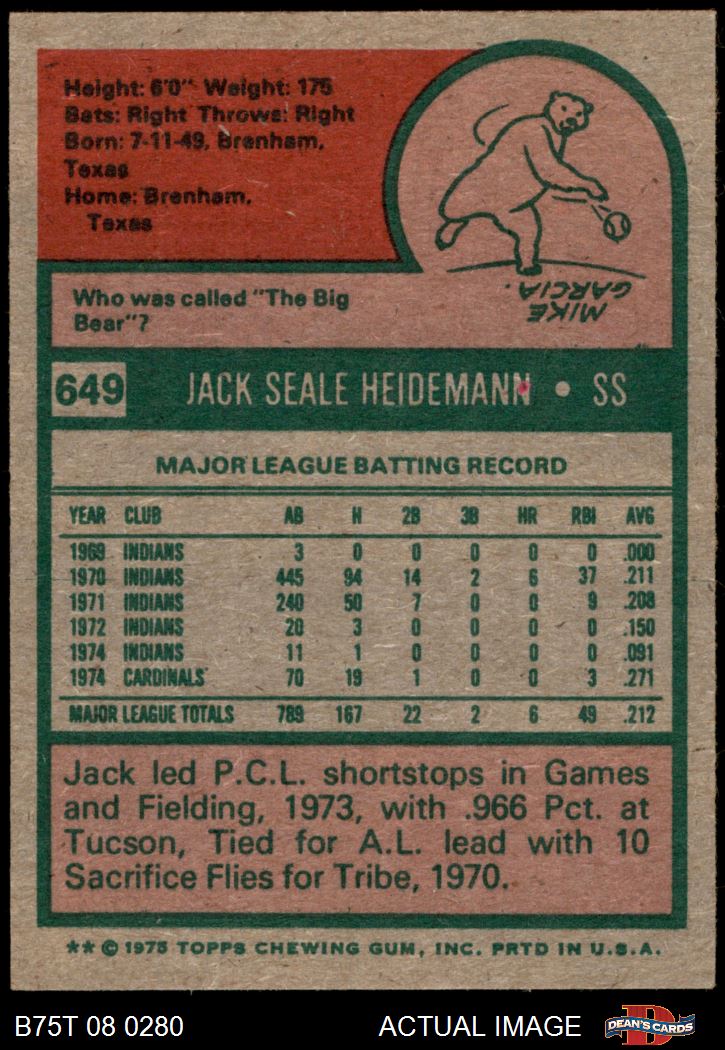 Height: 6'0" Weight: 175
Bats: Right Throws: Right
Born: 7-11-49, Brenham,
Texas
Home: Brenham,
Texas
MIKE
GARCIA.
Who was called "The Big
Bear"?
649 JACK SEALE HEIDEMANN • SS
MAJOR LEAGUE BATTING RECORD
YEAR CLUB AB H 2B 3B HR RBI AVG
1969 INDIANS 3 0 0 0 0 0 .000
1970 INDIANS 445 94 14 2 6 37 .211
1971 INDIANS 240 50 7 0 0 9 .208
1972 INDIANS 20 3 0 0 0 0 .150
1974 INDIANS 11 1 0 0 0 0 .091
1974 CARDINALS 70 19 1 0 0 3 .271
MAJOR LEAGUE TOTALS 789 167 22 2 6 49 .212
Jack led P.C.L. shortstops in Games
and Fielding, 1973, with .966 Pct. at
Tucson, Tied for A.L. lead with 10
Sacrifice Flies for Tribe, 1970.
** © 1975 TOPPS CHEWING GUM, INC. PRTD IN U.S.A.
B75T 08 0280 ACTUAL IMAGE
DEAN'S CARDS